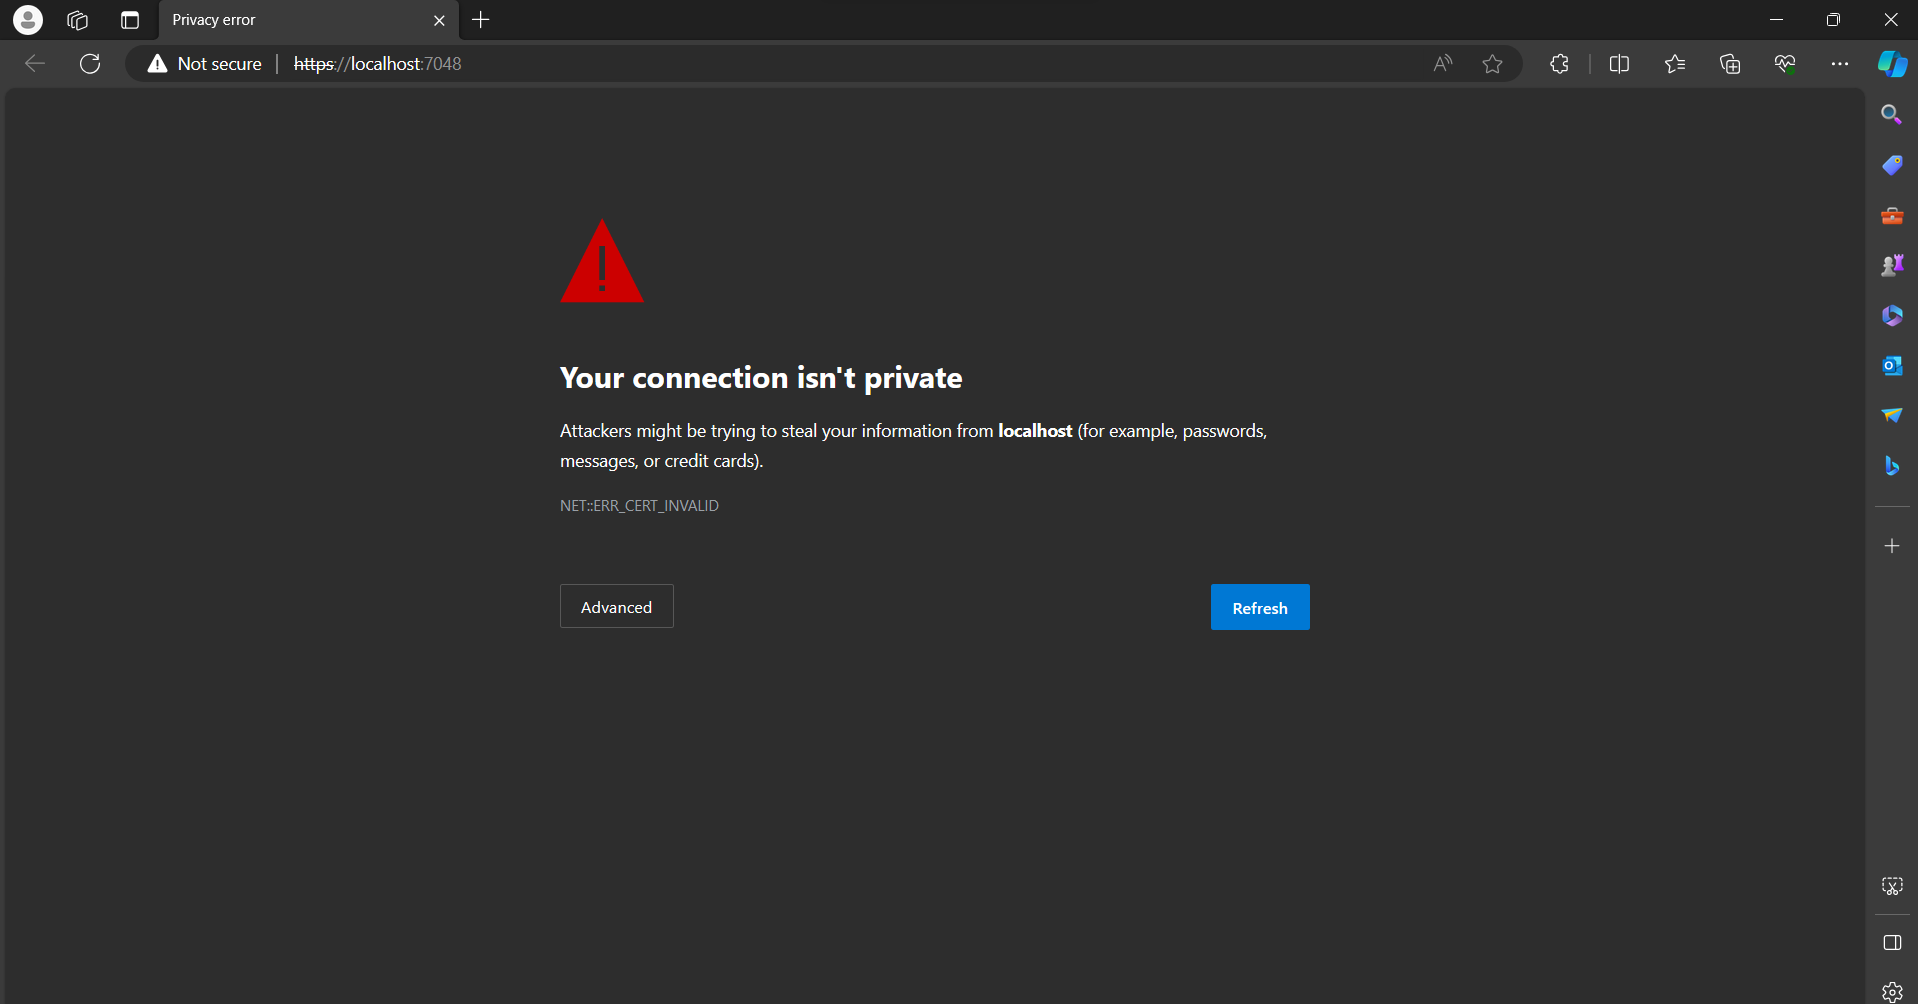 Privacy error
Not secure
https://localhost:7048
Your connection isn't private
Attackers might be trying to steal your information from localhost (for example, passwords,
messages, or credit cards).
NET::ERR_CERT_INVALID
Advanced
Refresh